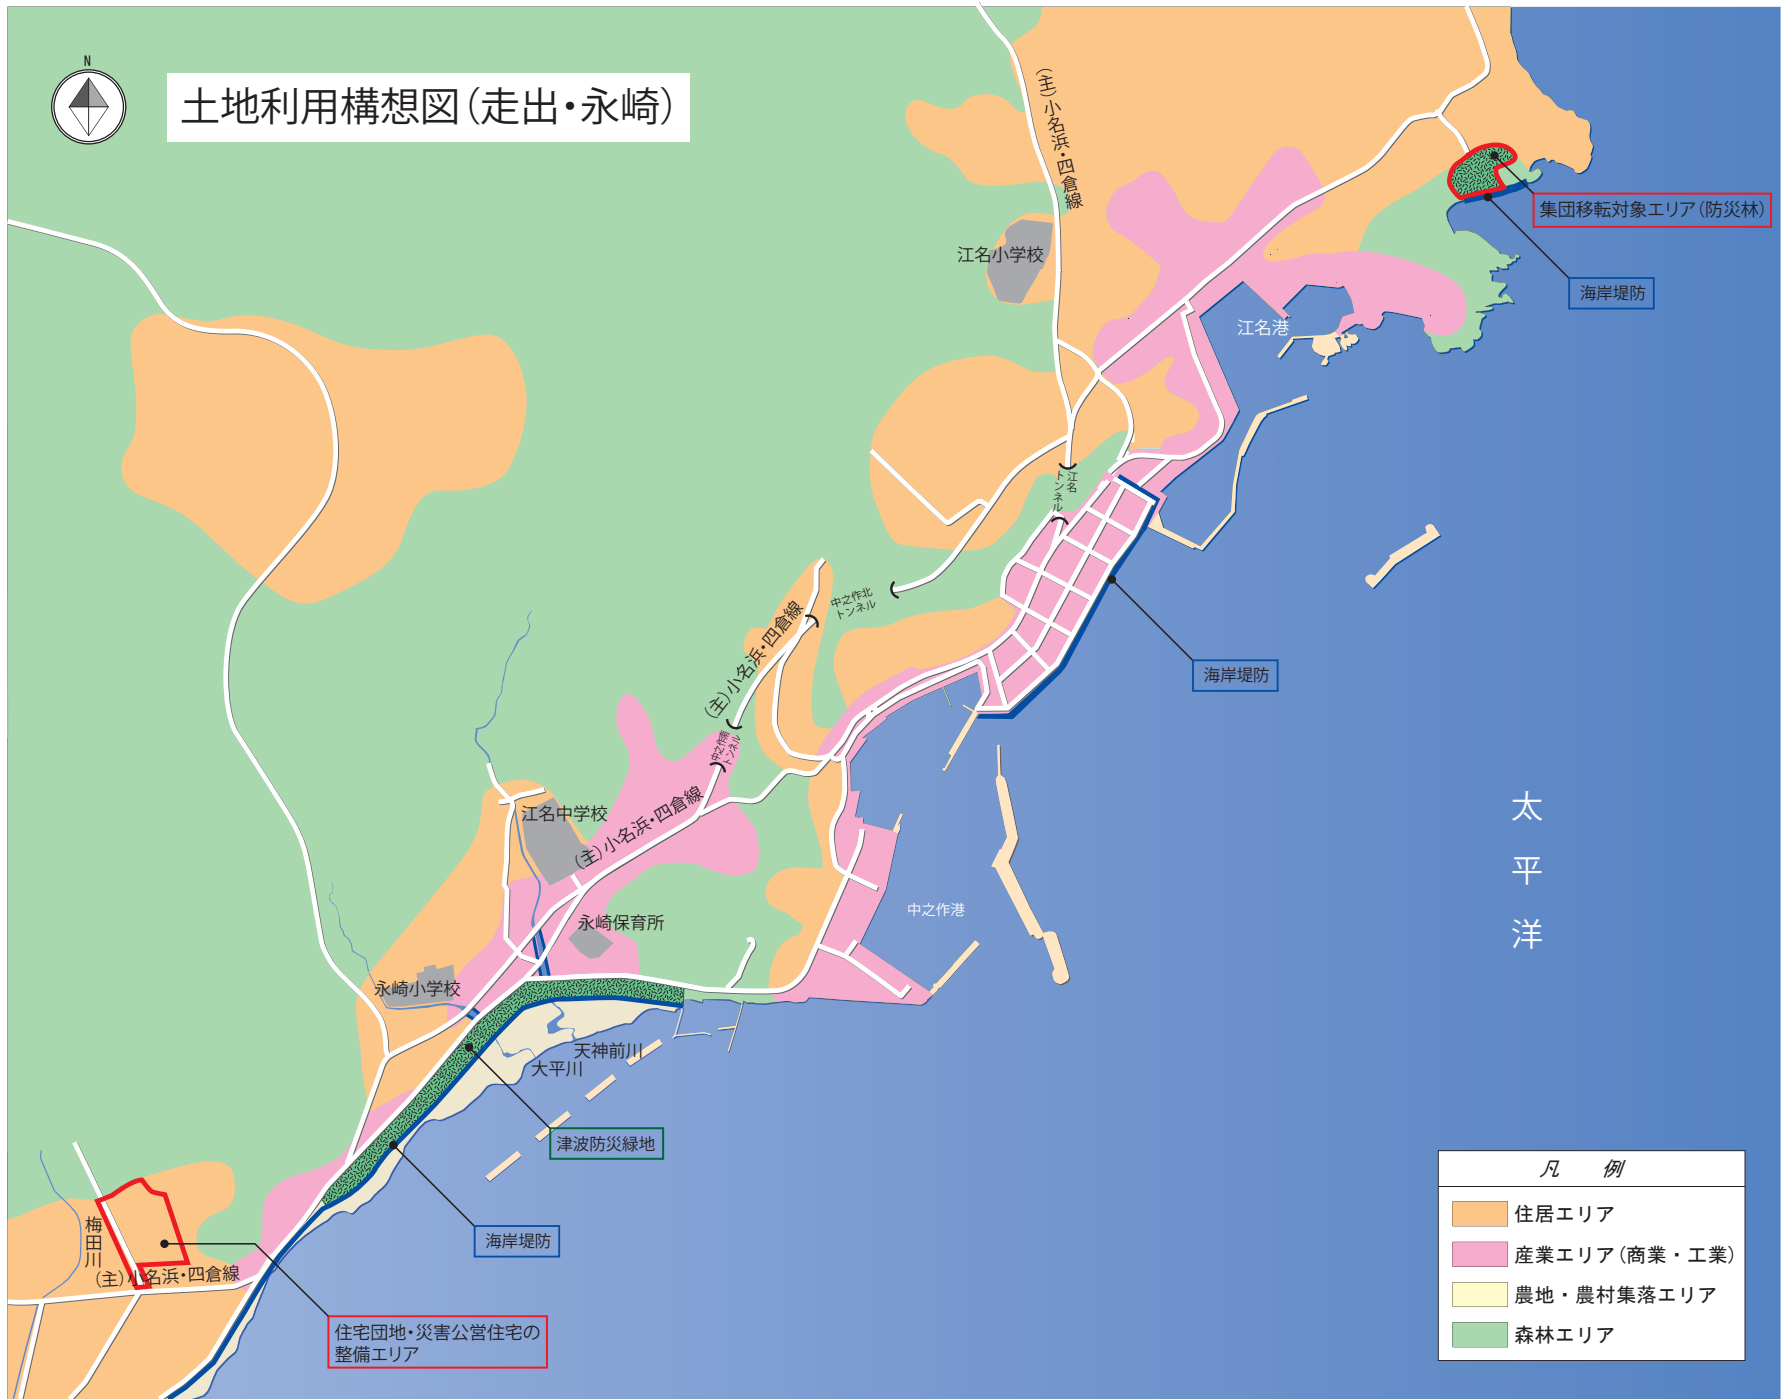 N
土地利用構想図(走出・永崎)
(主)小名浜・四倉線
江名小学校
集団移転対象エリア(防災林)
海岸堤防
江名港
江名
トンネル
中之作北
トンネル
(主)小名浜・四倉線
海岸堤防
中之作南
トンネル
江名中学校
(主)小名浜・四倉線
太平洋
中之作港
永崎保育所
永崎小学校
天神前川
大平川
津波防災緑地
海岸堤防
梅田川
(主)小名浜・四倉線
住宅団地・災害公営住宅の
整備エリア
凡 例
住居エリア
産業エリア(商業・工業)
農地・農村集落エリア
森林エリア